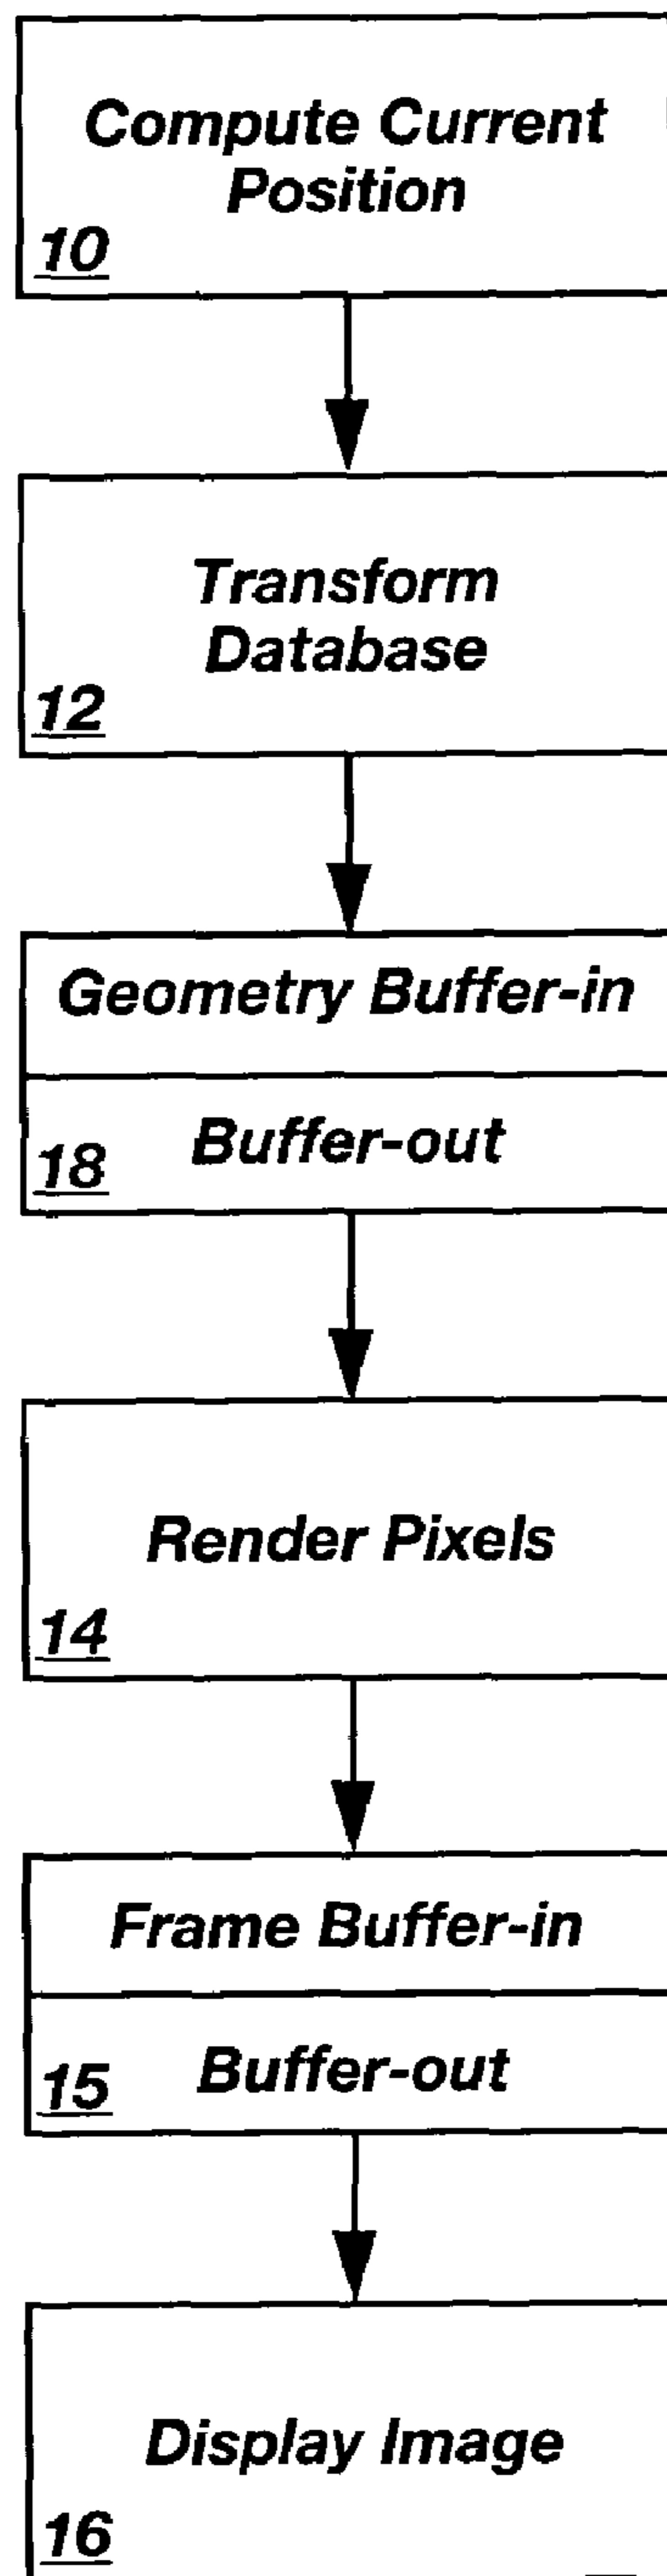 Compute Current
Position
10
Transform
Database
12
Geometry Buffer-in
Buffer-out
18
Render Pixels
14
Frame Buffer-in
Buffer-out
15
Display Image
16